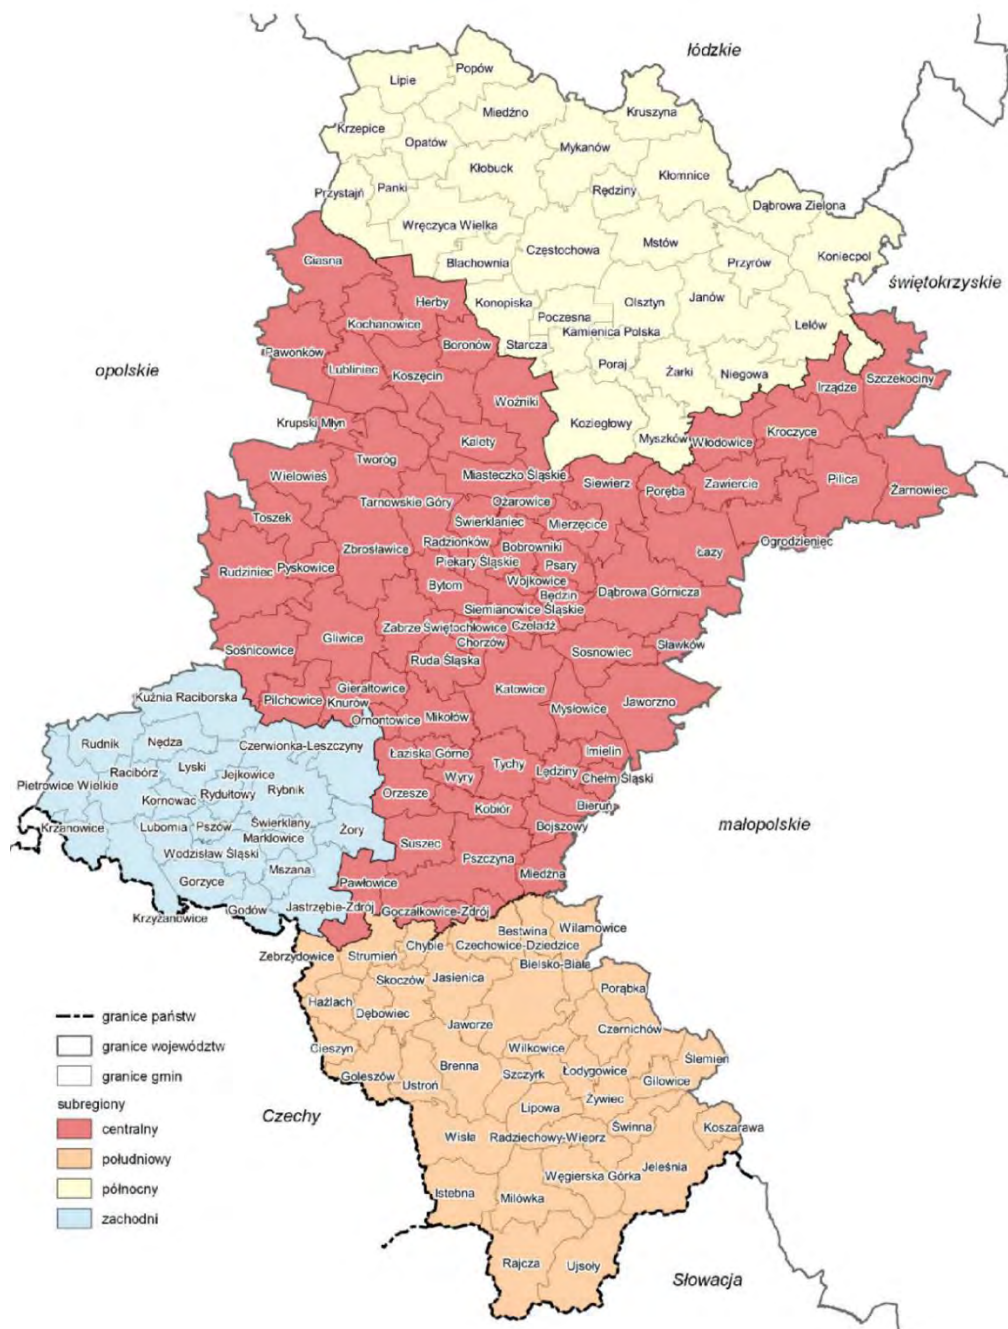 łódzkie
Popów
Lipie
Miedźno
Kruszyna
Krzepice
Opatów
Mykanów
Kłobuck
Kłomnice
Rędziny
Przystajń
Panki
Dąbrowa Zielona
Wręczyca Wielka
Częstochowa
Mstów
Koniecpol
Blachownia
Przyrów
Ciasna
świętokrzyskie
Herby
Konopiska
Olsztyn
Janów
Kochanowice
Poczesna
Kamienica Polska
Lelów
Boronów
Starcza
Pawonków
opolskie
Lubliniec
Koszęcin
Poraj
Żarki
Niegowa
Irządze
Szczekociny
Woźniki
Krupski Młyn
Koziegłowy
Myszków
Włodowice
Kroczyce
Kalety
Tworóg
Wielowieś
Miasteczko Śląskie
Siewierz
Poręba
Zawiercie
Pilica
Żarnowiec
Tarnowskie Góry
Ożarowice
Toszek
Świerklaniec
Mierzęcice
Zbrosławice
Radzionków
Bobrowniki
Łazy
Ogrodzieniec
Rudziniec
Pyskowice
Piekary Śląskie
Psary
Bytom
Wojkowice
Będzin
Dąbrowa Górnicza
Siemianowice Śląskie
Zabrze
Świętochłowice
Czeladź
Gliwice
Chorzów
Sosnowiec
Sławków
Sośnicowice
Ruda Śląska
Katowice
Kuźnia Raciborska
Pilchowice
Gierałtowice
Knurów
Mysłowice
Jaworzno
Ornontowice
Mikołów
Rudnik
Nędza
Czerwionka-Leszczyny
Łaziska Górne
Imielin
Racibórz
Lyski
Tychy
Lędziny
Chełm Śląski
Pietrowice Wielkie
Jejkowice
Wyry
Kornowac
Rydułtowy
Rybnik
Orzesze
Kobiór
Bieruń
Krzanowice
Lubomia
Pszów
Świerklany
Żory
Bojszowy
małopolskie
Marklowice
Suszec
Wodzisław Śląski
Pszczyna
Mszana
Miedźna
Gorzyce
Pawłowice
Krzyżanowice
Godów
Jastrzębie-Zdrój
Goczałkowice-Zdrój
Bestwina
Wilamowice
Zebrzydowice
Strumień
Chybie
Czechowice-Dziedzice
Bielsko-Biała
Skoczów
Jasienica
Porąbka
Hażlach
Dębowiec
Jaworze
Czernichów
Cieszyn
Wilkowice
Ślemień
Brenna
Szczyrk
Łodygowice
Goleszów
Ustroń
Gilowice
Lipowa
Żywiec
Wisła
Radziechowy-Wieprz
Świnna
Koszarawa
Węgierska Górka
Jeleśnia
Istebna
Milówka
Rajcza
Ujsoły
Czechy
Słowacja
granice państw
granice województw
granice gmin
subregiony
centralny
południowy
północny
zachodni